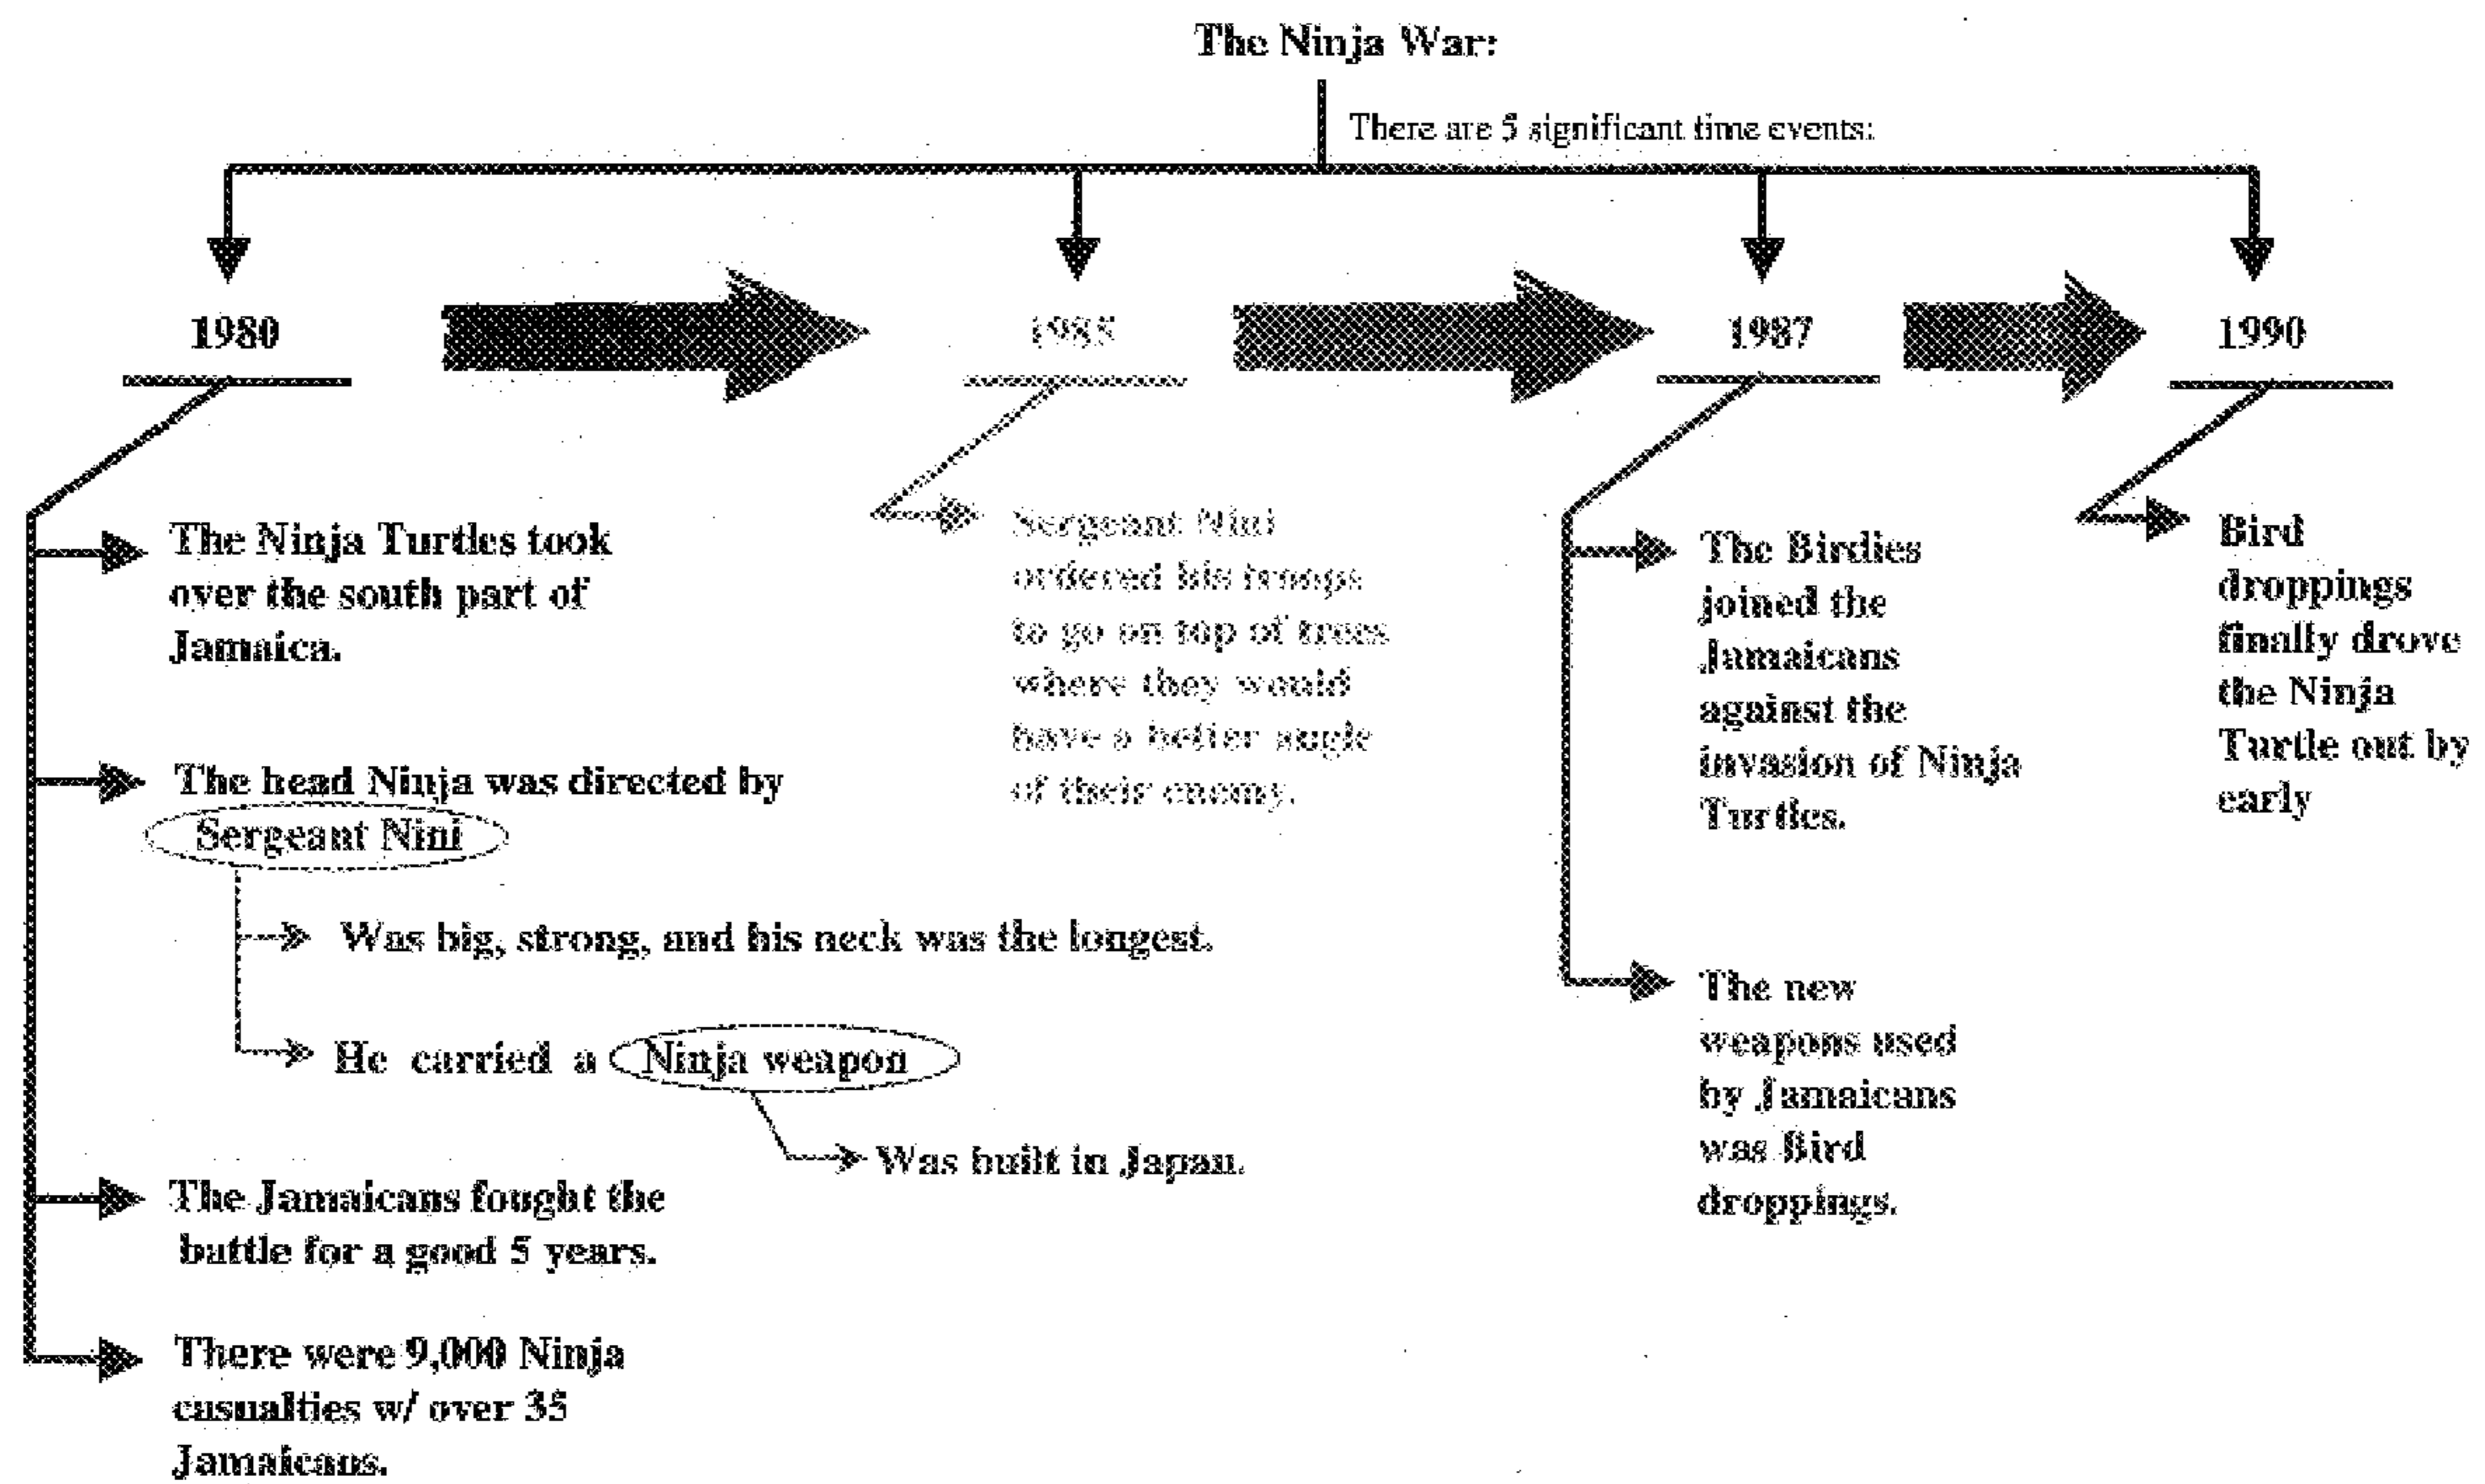 The Ninja War:
There are 5 significant time events:
1980
1985
1987
1990
The Ninja Turtles took
over the south part of
Jamaica.
The head Ninja was directed by
Sergeant Nini
Was big, strong, and his neck was the longest.
He carried a Ninja weapon
Was built in Japan.
The Jamaicans fought the
battle for a good 5 years.
There were 9,000 Ninja
casualties w/ over 35
Jamaicans.
Sergeant Nini
ordered his troops
to go on top of trees
where they would
have a better angle
of their enemy.
The Birdies
joined the
Jamaicans
against the
invasion of Ninja
Turtles.
The new
weapons used
by Jamaicans
was Bird
droppings.
Bird
droppings
finally drove
the Ninja
Turtle out by
early